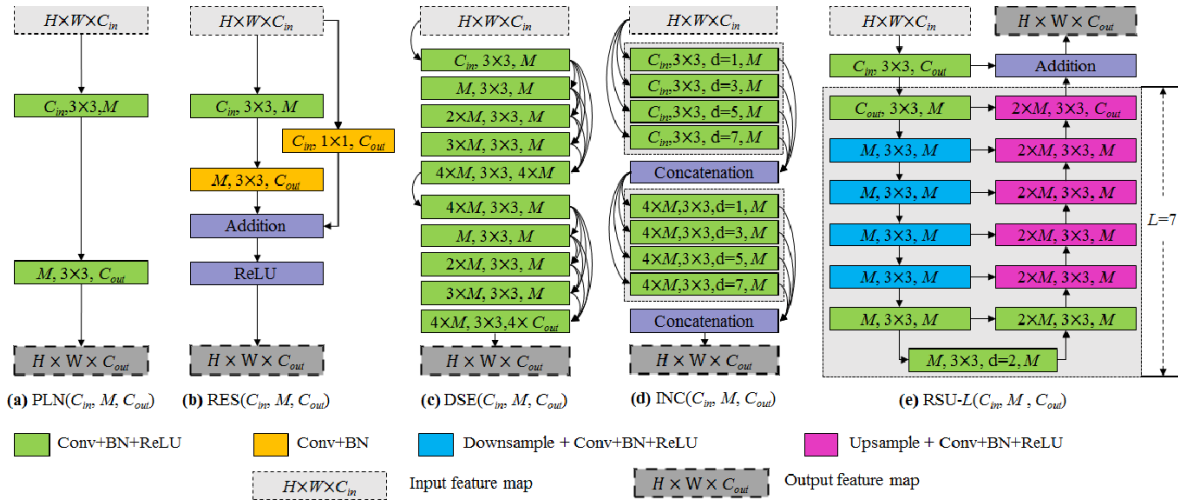 H×W×C_in
C_in,3×3,M
M, 3×3, C_out
H × W × C_out
(a) PLN(C_in, M, C_out)
H×W×C_in
C_in, 3×3, M
C_in, 1×1, C_out
M, 3×3, C_out
Addition
ReLU
H × W × C_out
(b) RES(C_in, M, C_out)
H×W×C_in
C_in, 3×3, M
M, 3×3, M
2×M, 3×3, M
3×M, 3×3, M
4×M, 3×3, 4×M
4×M, 3×3, M
M, 3×3, M
2×M, 3×3, M
3×M, 3×3, M
4×M, 3×3,4× C_out
H × W × C_out
(c) DSE(C_in, M, C_out)
H×W×C_in
C_in,3×3, d=1, M
C_in,3×3, d=3, M
C_in,3×3, d=5, M
C_in,3×3, d=7, M
Concatenation
4×M,3×3,d=1, M
4×M,3×3,d=3, M
4×M,3×3,d=5, M
4×M,3×3,d=7, M
Concatenation
H × W × C_out
(d) INC(C_in, M, C_out)
H×W×C_in
C_in, 3×3, C_out
C_out, 3×3, M
M, 3×3, M
M, 3×3, M
M, 3×3, M
M, 3×3, M
M, 3×3, M
M, 3×3, d=2, M
H × W × C_out
Addition
2×M, 3×3, C_out
2×M, 3×3, M
2×M, 3×3, M
2×M, 3×3, M
2×M, 3×3, M
2×M, 3×3, M
L=7
(e) RSU-L(C_in, M , C_out)
Conv+BN+ReLU
Conv+BN
Downsample + Conv+BN+ReLU
Upsample + Conv+BN+ReLU
H×W×C_in
Input feature map
H × W × C_out
Output feature map